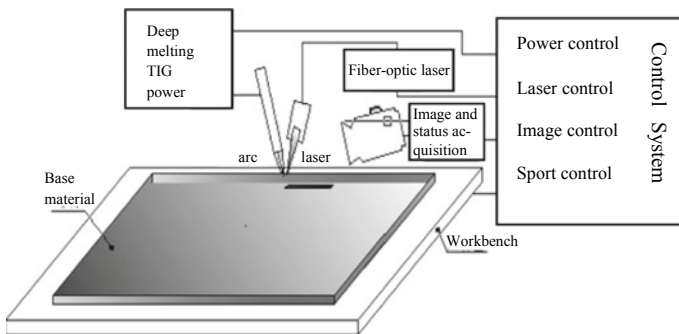 Deep
melting
TIG
power
Fiber-optic laser
Image and
status ac-
quisition
Power control
Laser control
Image control
Sport control
Control System
arc
laser
Base
material
Workbench